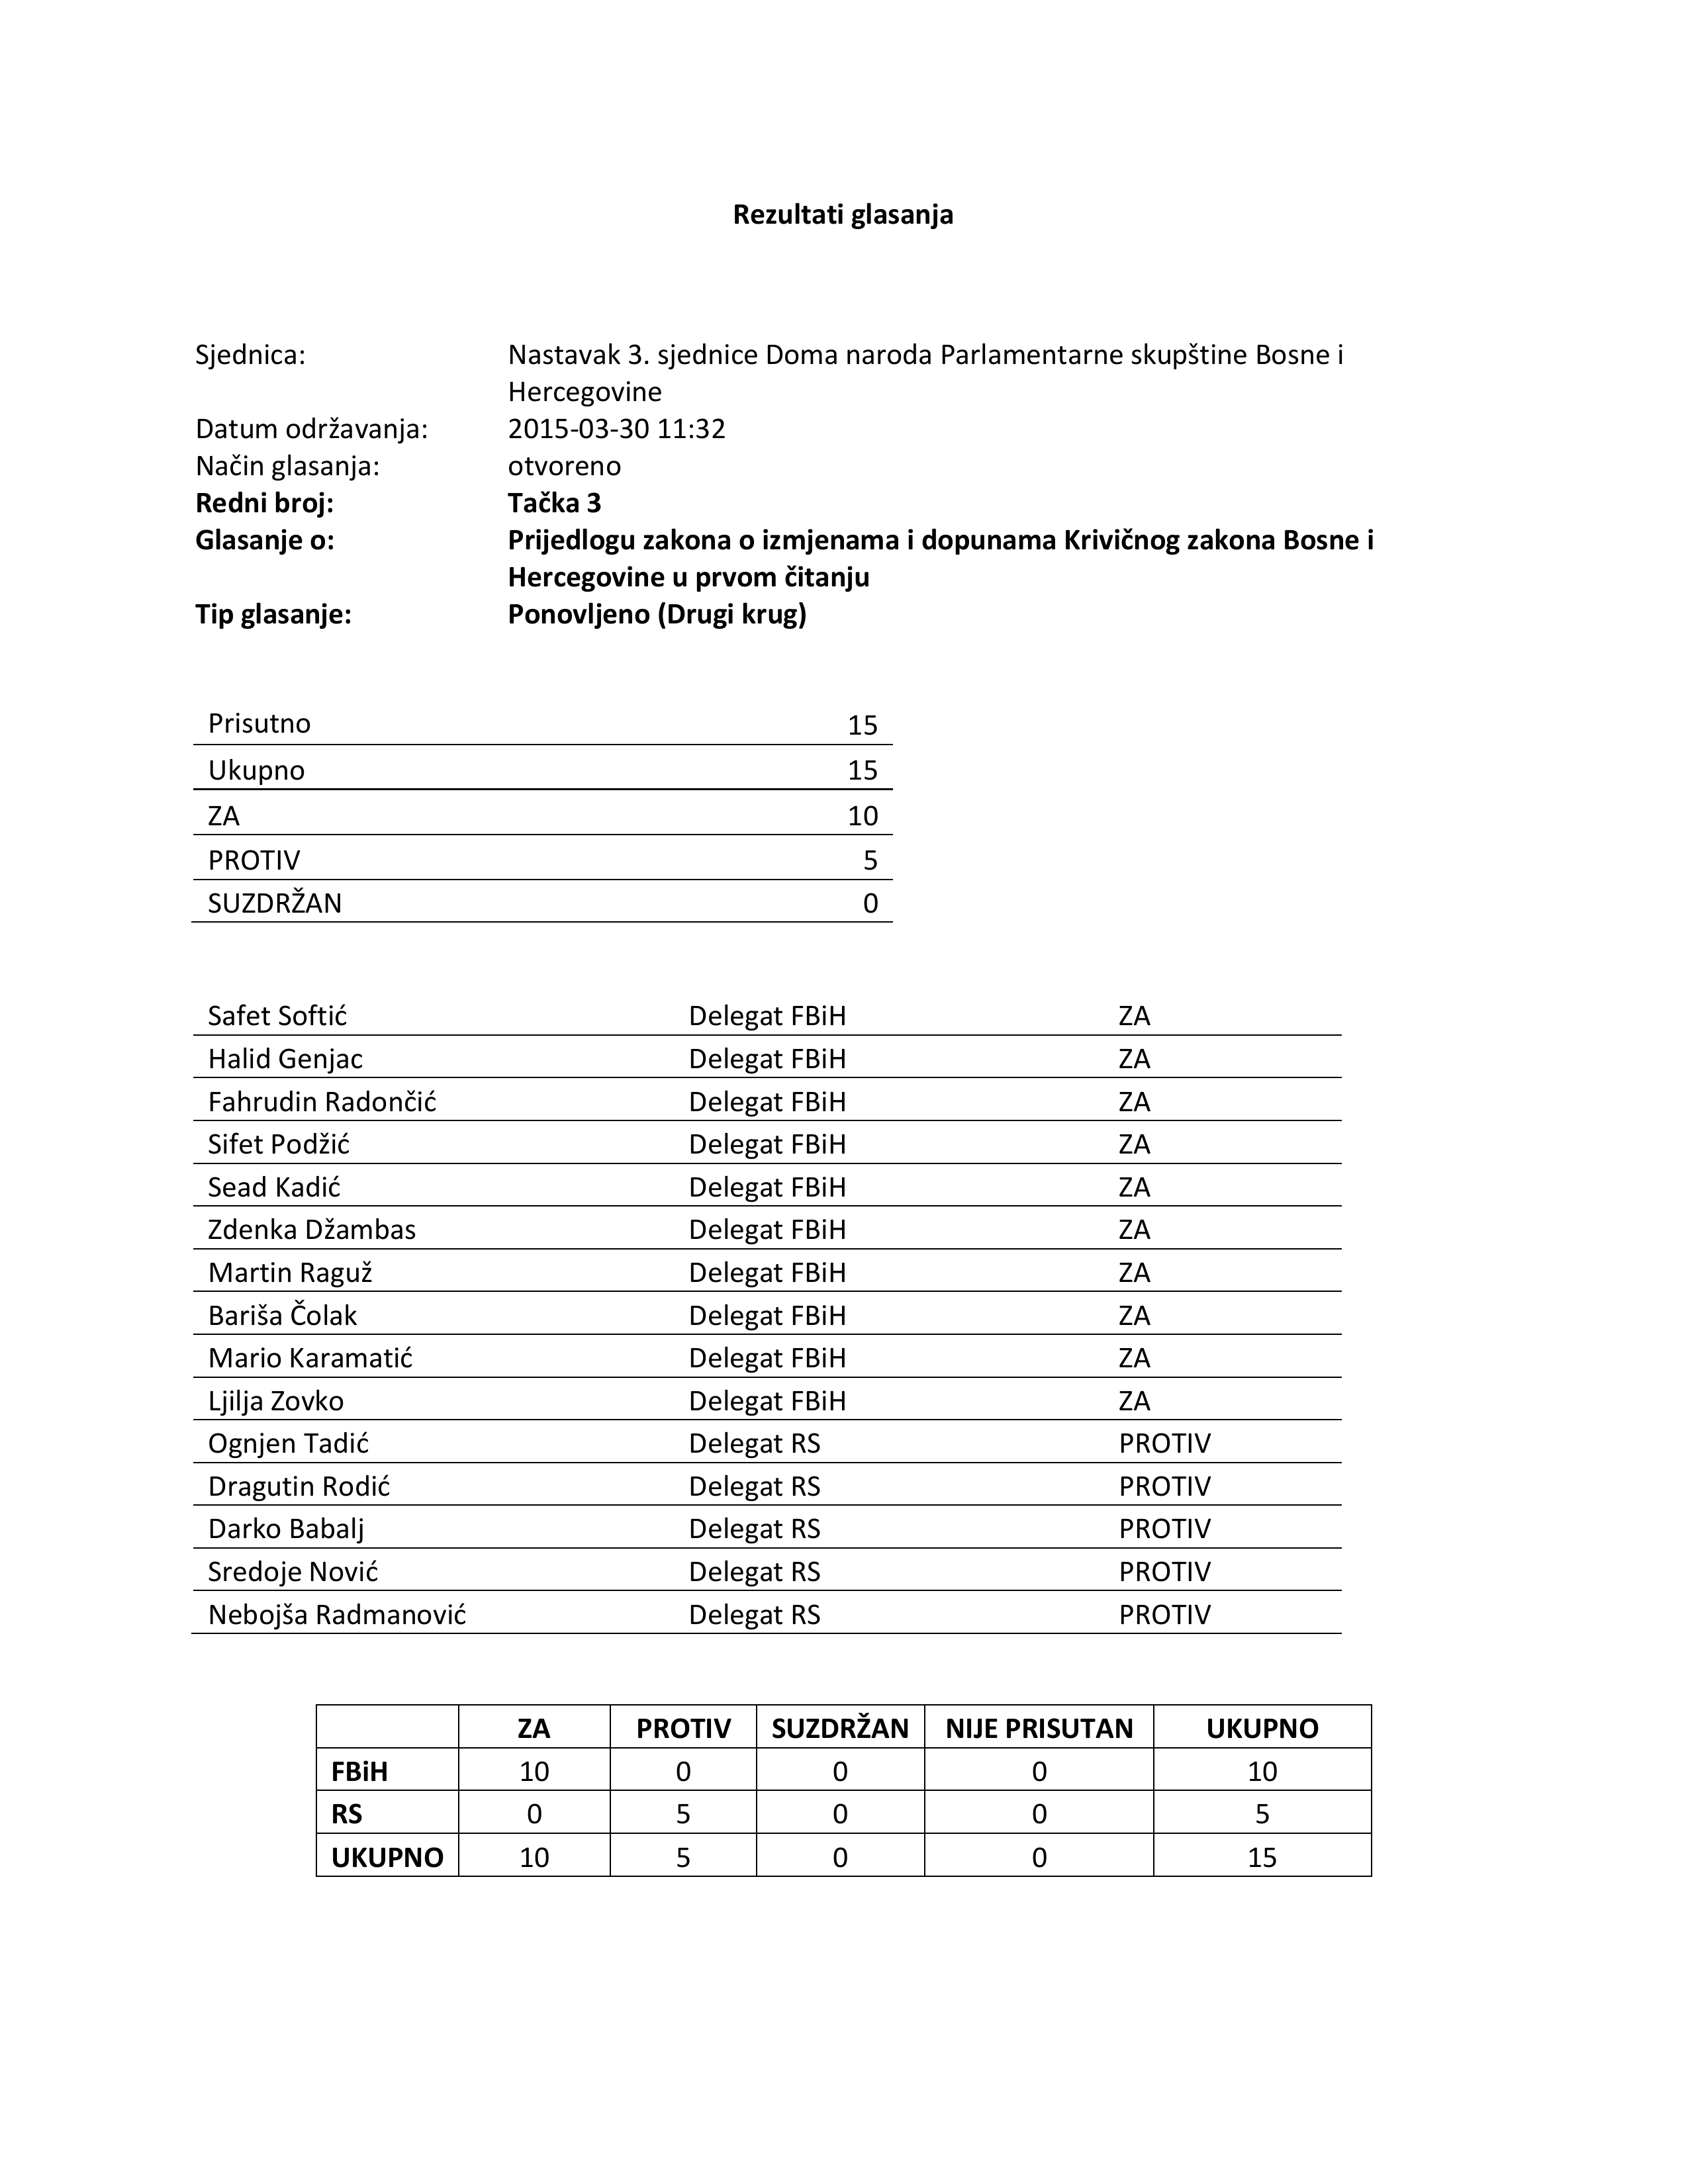 Rezultati glasanja
Sjednica: Nastavak 3. sjednice Doma naroda Parlamentarne skupštine Bosne i
Hercegovine
Datum održavanja: 2015-03-30 11:32
Način glasanja: otvoreno
Redni broj: Tačka 3
Glasanje o: Prijedlogu zakona o izmjenama i dopunama Krivičnog zakona Bosne i
Hercegovine u prvom čitanju
Tip glasanje: Ponovljeno (Drugi krug)
Prisutno 15
Ukupno 15
ZA 10
PROTIV 5
SUZDRŽAN 0
Safet Softić Delegat FBiH ZA
Halid Genjac Delegat FBiH ZA
Fahrudin Radončić Delegat FBiH ZA
Sifet Podžić Delegat FBiH ZA
Sead Kadić Delegat FBiH ZA
Zdenka Džambas Delegat FBiH ZA
Martin Raguž Delegat FBiH ZA
Bariša Čolak Delegat FBiH ZA
Mario Karamatić Delegat FBiH ZA
Ljilja Zovko Delegat FBiH ZA
Ognjen Tadić Delegat RS PROTIV
Dragutin Rodić Delegat RS PROTIV
Darko Babalj Delegat RS PROTIV
Sredoje Nović Delegat RS PROTIV
Nebojša Radmanović Delegat RS PROTIV
ZA PROTIV SUZDRŽAN NIJE PRISUTAN UKUPNO
FBiH 10 0 0 0 10
RS 0 5 0 0 5
UKUPNO 10 5 0 0 15